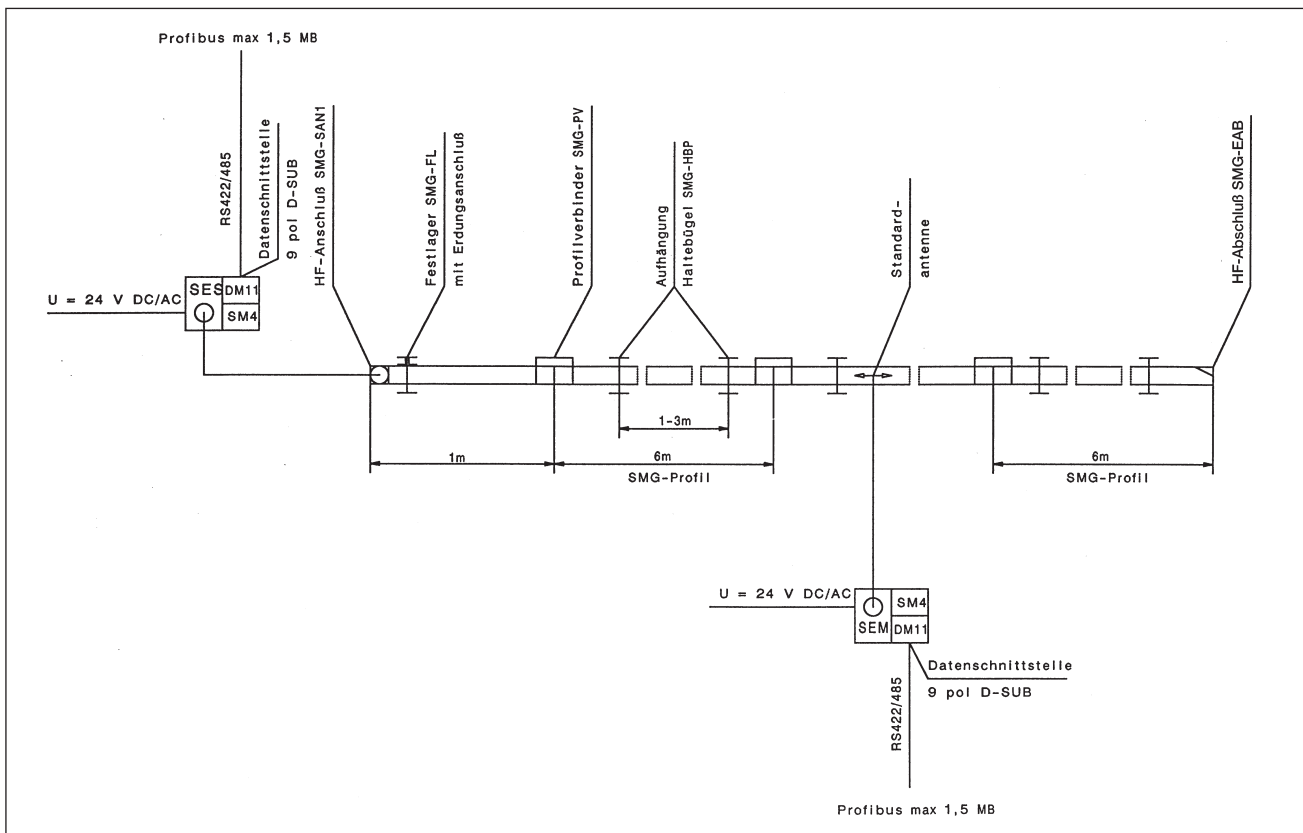 Profibus max 1,5 MB
RS422/485
Datenschnittstelle
9 pol D-SUB
HF-Anschluß SMG-SAN1
Festlager SMG-FL
mit Erdungsanschluß
Profilverbinder SMG-PV
Aufhängung
Haltebügel SMG-HBP
Standard-
antenne
HF-Abschluß SMG-EAB
U = 24 V DC/AC
SES
DM11
SM4
1-3m
1m
6m
SMG-Profil
6m
SMG-Profil
U = 24 V DC/AC
SM4
SEM
DM11
Datenschnittstelle
9 pol D-SUB
RS422/485
Profibus max 1,5 MB